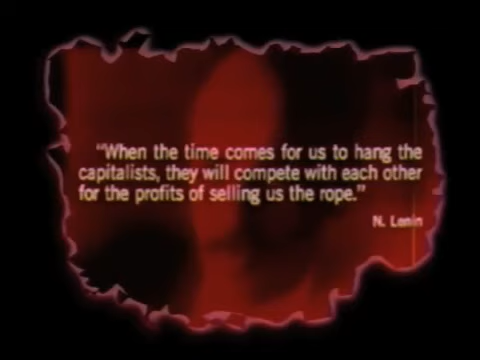 "When the time comes for us to hang the
capitalists, they will compete with each other
for the profits of selling us the rope."
N. Lenin